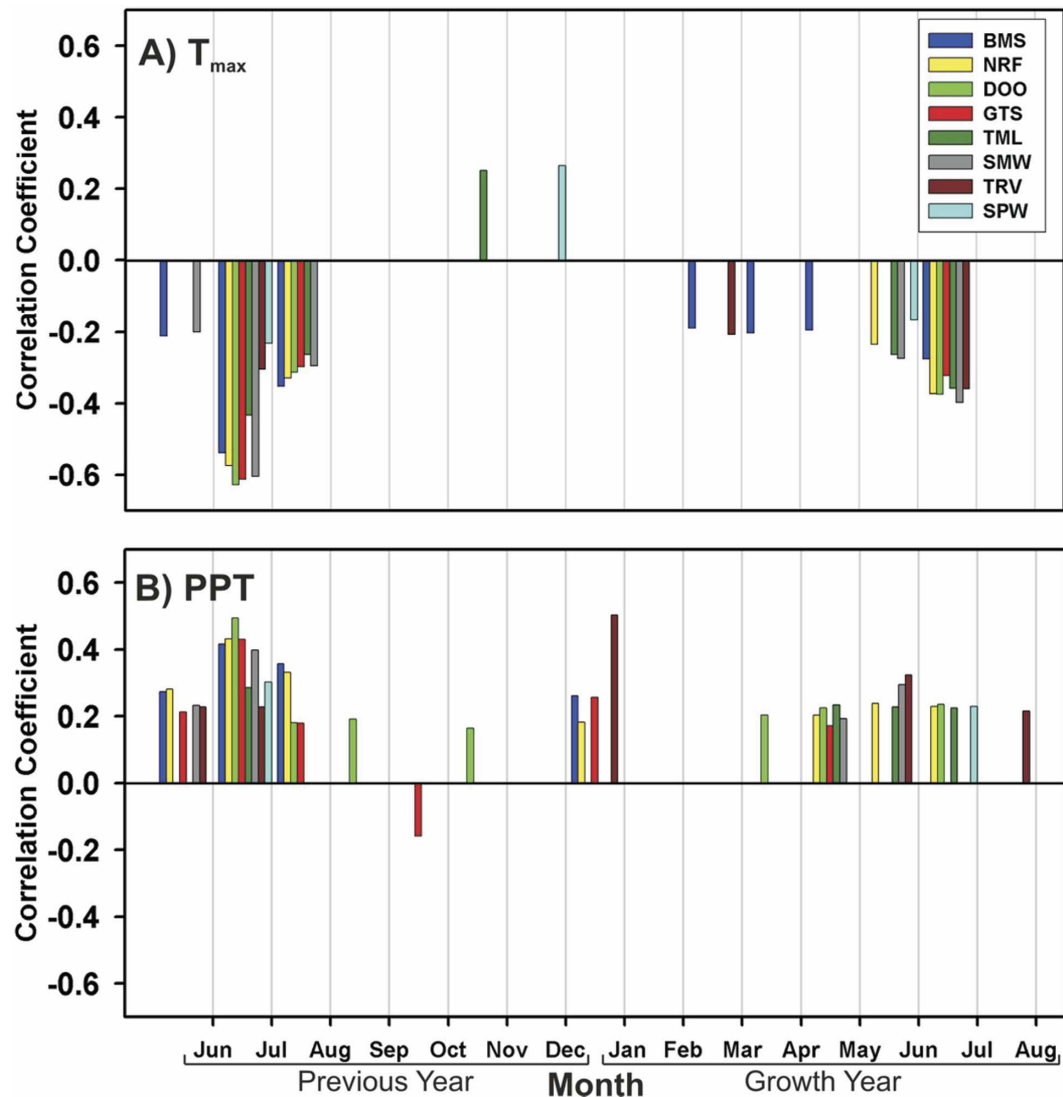 A) Tmax
Correlation Coefficient
0.6
0.4
0.2
0.0
-0.2
-0.4
-0.6
BMS
NRF
DOO
GTS
TML
SMW
TRV
SPW
B) PPT
Correlation Coefficient
0.6
0.4
0.2
0.0
-0.2
-0.4
-0.6
Jun Jul Aug Sep Oct Nov Dec Jan Feb Mar Apr May Jun Jul Aug
Previous Year Month Growth Year